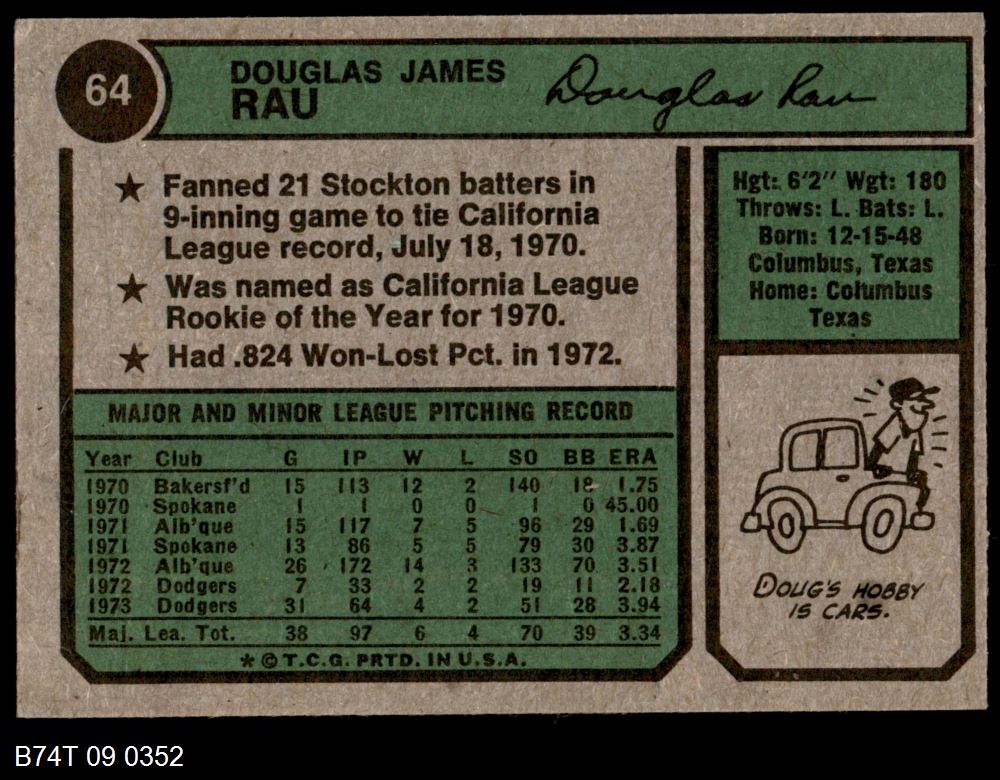 64
DOUGLAS JAMES
RAU
Douglas Rau
★ Fanned 21 Stockton batters in
9-inning game to tie California
League record, July 18, 1970.
★ Was named as California League
Rookie of the Year for 1970.
★ Had .824 Won-Lost Pct. in 1972.
Hgt: 6'2" Wgt: 180
Throws: L. Bats: L.
Born: 12-15-48
Columbus, Texas
Home: Columbus
Texas
MAJOR AND MINOR LEAGUE PITCHING RECORD
Year Club G IP W L SO BB ERA
1970 Bakersf'd 15 113 12 2 140 18 1.75
1970 Spokane 1 1 0 0 1 0 45.00
1971 Alb'que 15 117 7 5 96 29 1.69
1971 Spokane 13 86 5 5 79 30 3.87
1972 Alb'que 26 172 14 3 133 70 3.51
1972 Dodgers 7 33 2 2 19 11 2.18
1973 Dodgers 31 64 4 2 51 28 3.94
Maj. Lea. Tot. 38 97 6 4 70 39 3.34
* © T.C.G. PRTD. IN U.S.A.
DOUG'S HOBBY
IS CARS.
B74T 09 0352